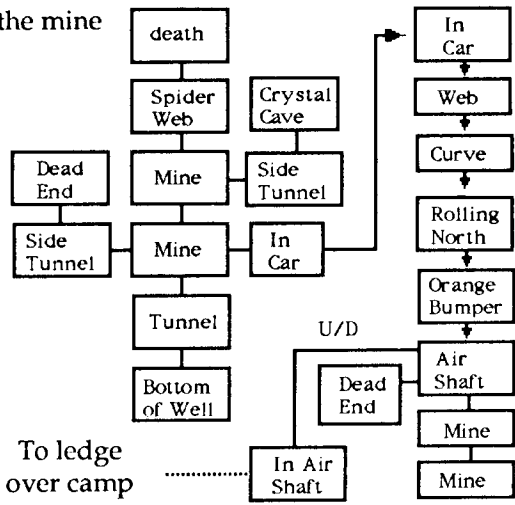 the mine
death
Spider
Web
Crystal
Cave
Dead
End
Mine
Side
Tunnel
Side
Tunnel
Mine
In
Car
Tunnel
Bottom
of Well
In
Car
Web
Curve
Rolling
North
Orange
Bumper
U/D
Air
Shaft
Dead
End
Mine
Mine
In Air
Shaft
To ledge
over camp